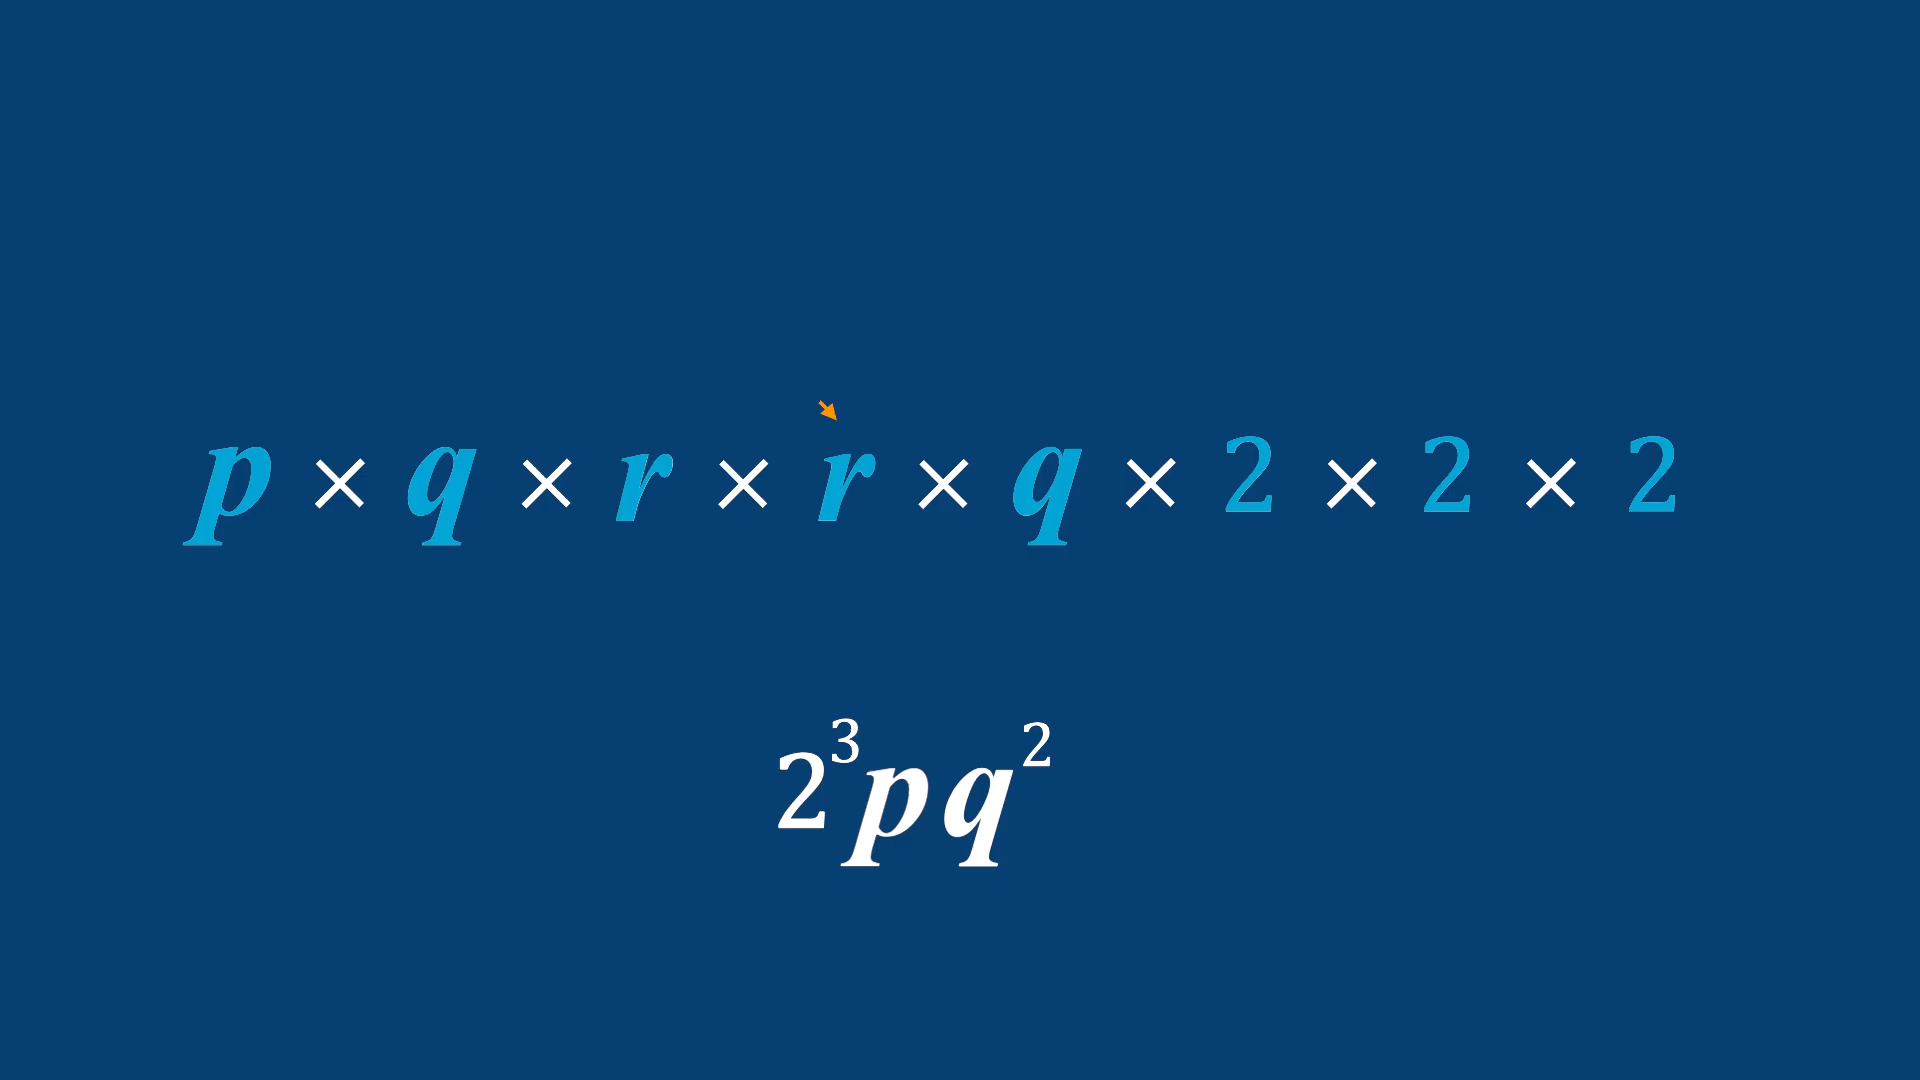 p × q × r × r × q × 2 × 2 × 2
2³pq²